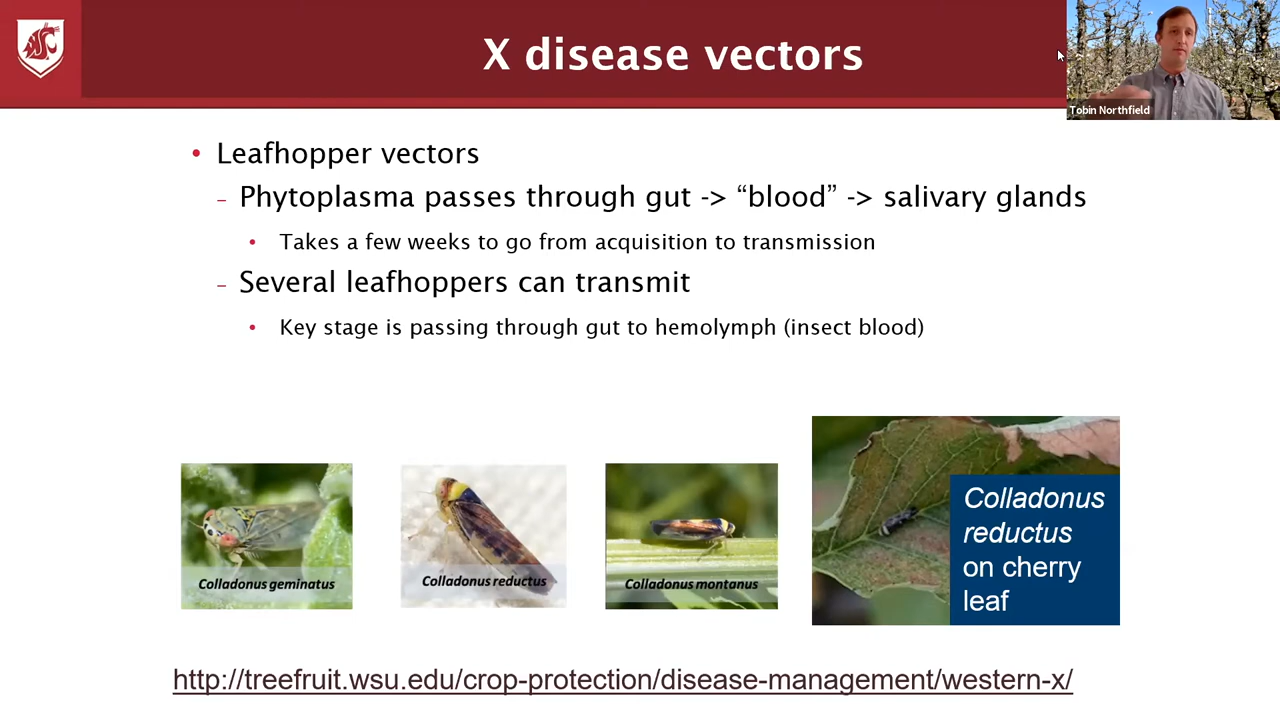 X disease vectors
Tobin Northfield
• Leafhopper vectors
– Phytoplasma passes through gut -> “blood” -> salivary glands
• Takes a few weeks to go from acquisition to transmission
– Several leafhoppers can transmit
• Key stage is passing through gut to hemolymph (insect blood)
Colladonus geminatus
Colladonus reductus
Colladonus montanus
Colladonus
reductus
on cherry
leaf
http://treefruit.wsu.edu/crop-protection/disease-management/western-x/